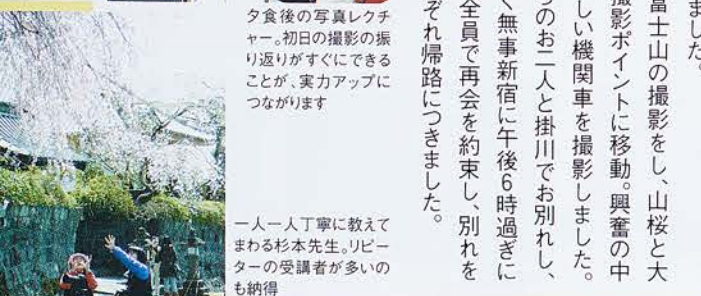 ました。
富士山の撮影をし、山桜と大
撮影ポイントに移動。興奮の中
しい機関車を撮影しました。
のお二人と掛川でお別れし、
無事新宿に午後6時過ぎに
全員で再会を約束し、別れを
ぞれ帰路につきました。
夕食後の写真レクチ
ャー。初日の撮影の振
り返りがすぐにできる
ことが、実力アップに
つながります
一人一人丁寧に教えて
まわる杉本先生。リピー
ターの受講者が多いの
も納得